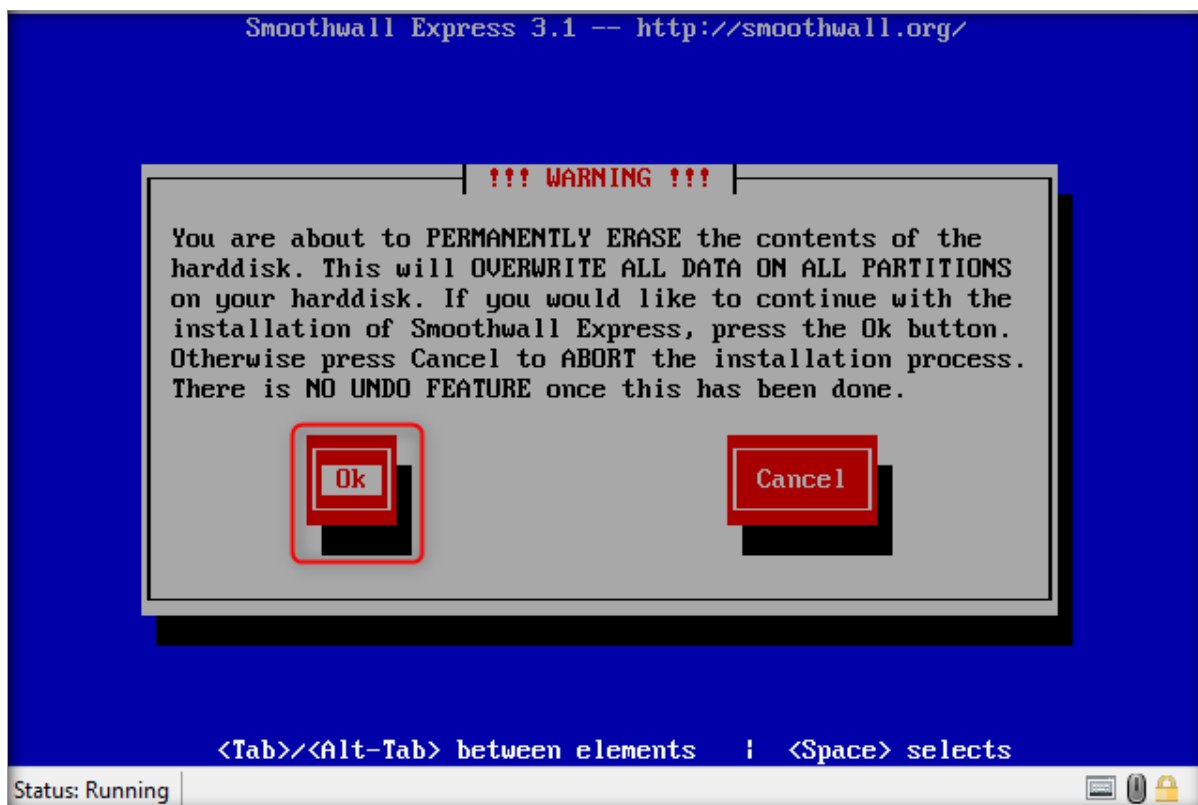 Smoothwall Express 3.1 -- http://smoothwall.org/
!!! WARNING !!!
You are about to PERMANENTLY ERASE the contents of the
harddisk. This will OVERWRITE ALL DATA ON ALL PARTITIONS
on your harddisk. If you would like to continue with the
installation of Smoothwall Express, press the Ok button.
Otherwise press Cancel to ABORT the installation process.
There is NO UNDO FEATURE once this has been done.
Ok Cancel
<Tab>/<Alt-Tab> between elements | <Space> selects
Status: Running